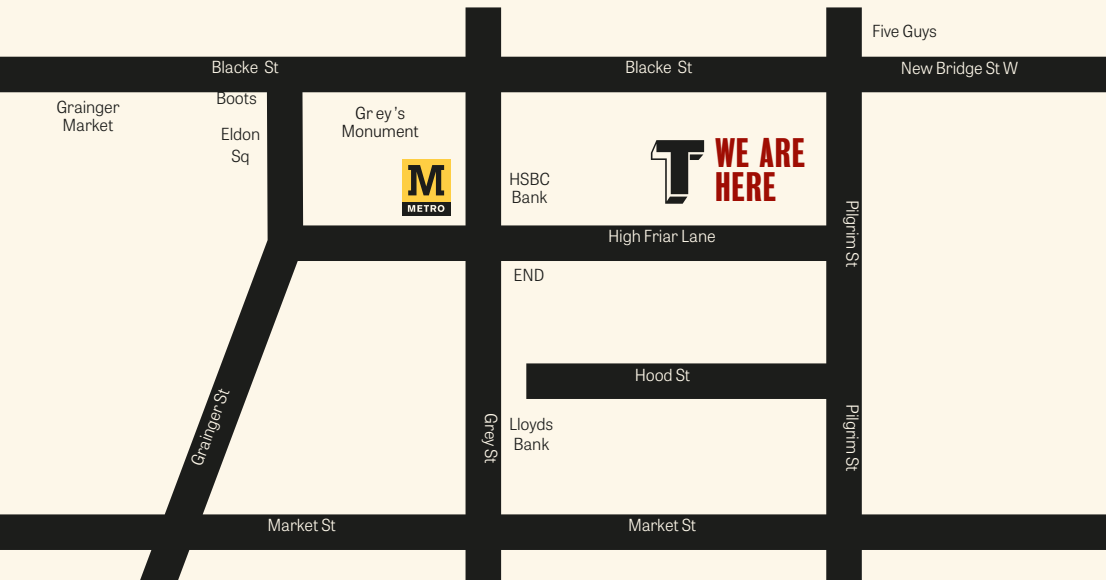 Five Guys
Blacke St
Blacke St
New Bridge St W
Boots
Grainger
Market
Eldon
Sq
Grey's
Monument
M
METRO
HSBC
Bank
T
WE ARE
HERE
Pilgrim St
High Friar Lane
END
Hood St
Grainger St
Grey St
Lloyds
Bank
Pilgrim St
Market St
Market St